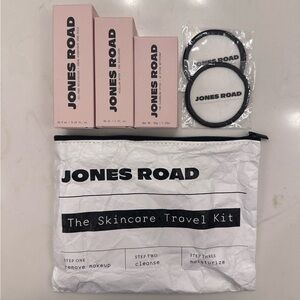 JONES ROAD
JONES ROAD
JONES ROAD
JONES ROAD
JONES ROAD
The Skincare Travel Kit
STEP ONE
remove makeup
STEP TWO
cleanse
STEP THREE
moisturize